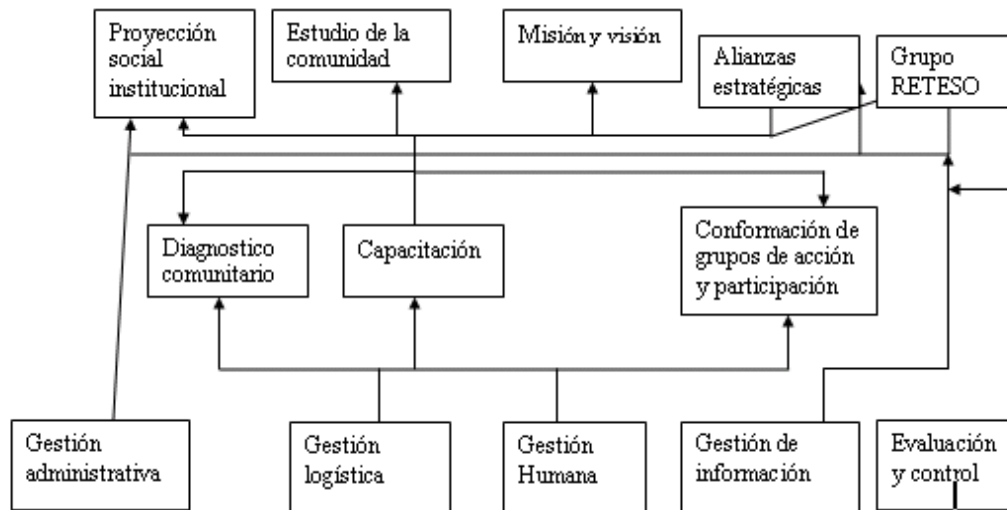 Proyección
social
institucional
Estudio de la
comunidad
Misión y visión
Alianzas
estratégicas
Grupo
RETESO
Diagnostico
comunitario
Capacitación
Conformación de
grupos de acción
y participación
Gestión
administrativa
Gestión
logística
Gestión
Humana
Gestión de
información
Evaluación
y control